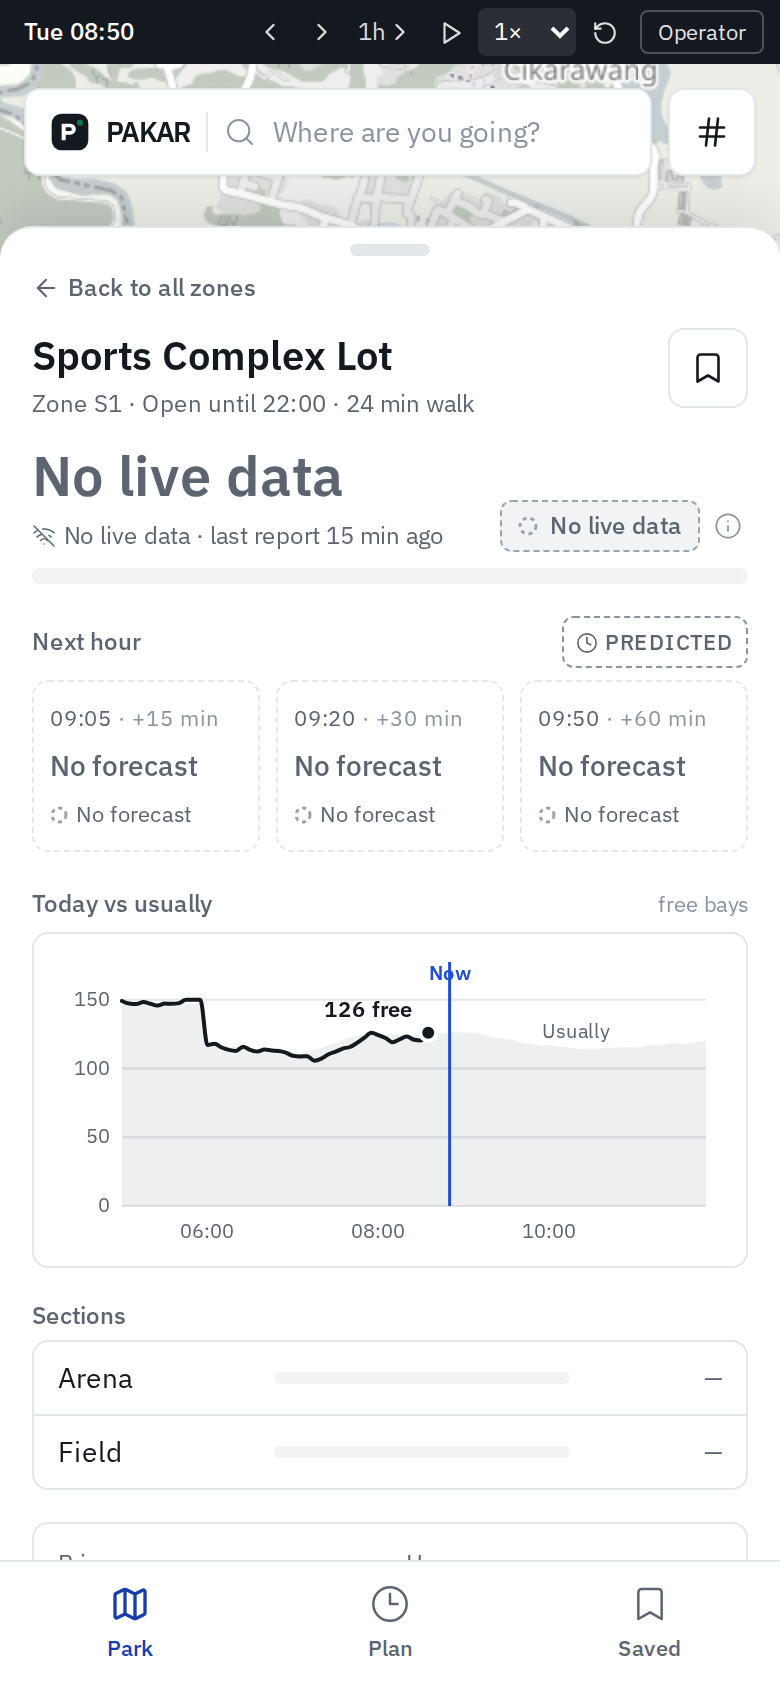 Tue 08:50
1h
1×
Operator
Cikarawang
P
PAKAR
Where are you going?
#
Back to all zones
Sports Complex Lot
Zone S1 · Open until 22:00 · 24 min walk
No live data
No live data · last report 15 min ago
No live data
Next hour
PREDICTED
09:05 · +15 min
No forecast
No forecast
09:20 · +30 min
No forecast
No forecast
09:50 · +60 min
No forecast
No forecast
Today vs usually
free bays
Now
150
126 free
Usually
100
50
0
06:00
08:00
10:00
Sections
Arena
–
Field
–
Park
Plan
Saved